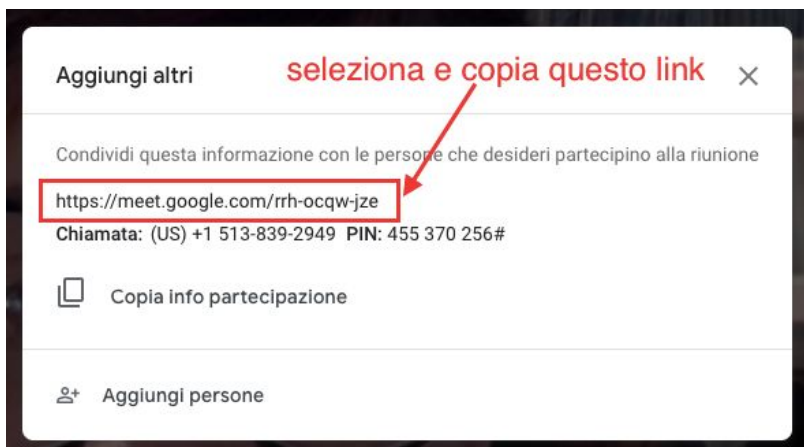 Aggiungi altri
seleziona e copia questo link
Condividi questa informazione con le persone che desideri partecipino alla riunione
https://meet.google.com/rrh-ocqw-jze
Chiamata: (US) +1 513-839-2949 PIN: 455 370 256#
Copia info partecipazione
Aggiungi persone